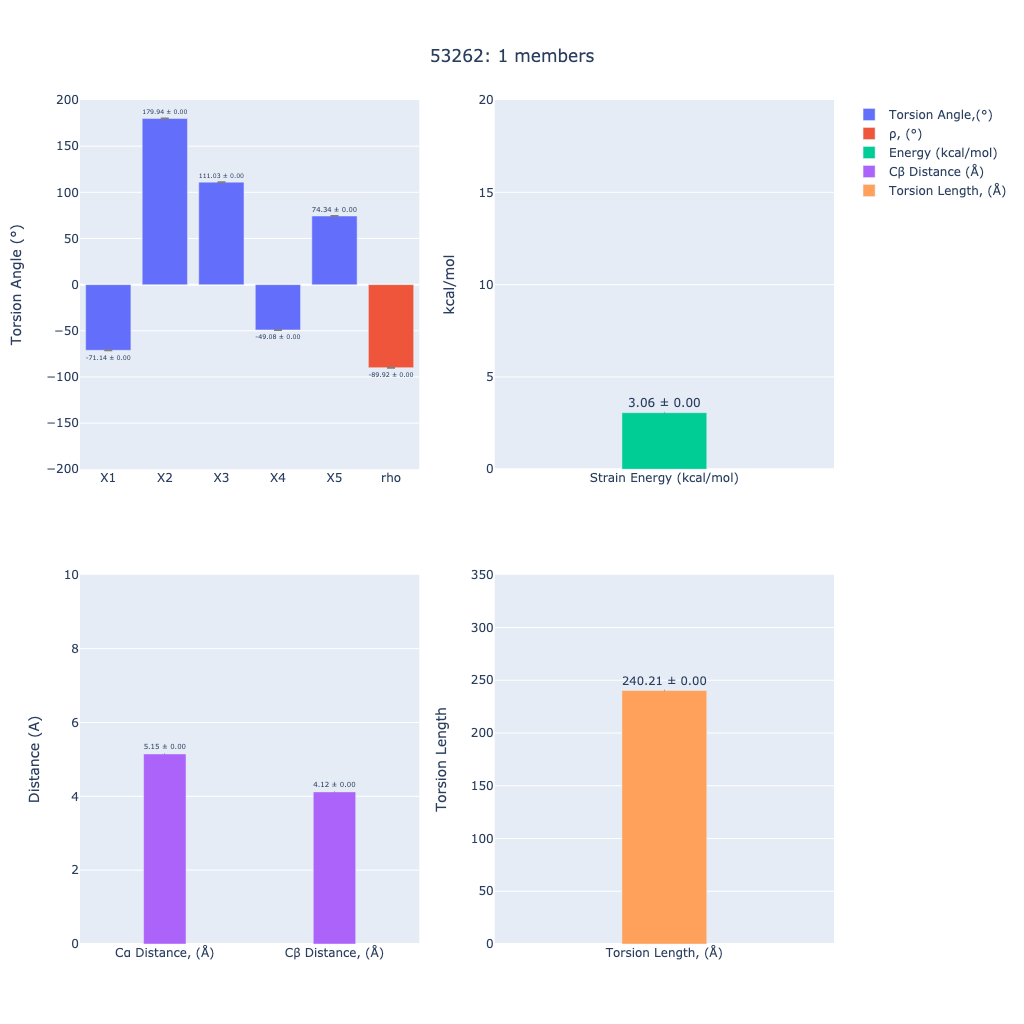 53262: 1 members
200
150
100
50
0
−50
−100
−150
−200
Torsion Angle (°)
179.94 ± 0.00
111.03 ± 0.00
74.34 ± 0.00
-49.08 ± 0.00
-71.14 ± 0.00
-89.92 ± 0.00
X1 X2 X3 X4 X5 rho
20
15
10
5
0
kcal/mol
3.06 ± 0.00
Strain Energy (kcal/mol)
Torsion Angle,(°)
ρ, (°)
Energy (kcal/mol)
Cβ Distance (Å)
Torsion Length, (Å)
10
8
6
4
2
0
Distance (A)
5.15 ± 0.00
4.12 ± 0.00
Cα Distance, (Å) Cβ Distance, (Å)
350
300
250
200
150
100
50
0
Torsion Length
240.21 ± 0.00
Torsion Length, (Å)